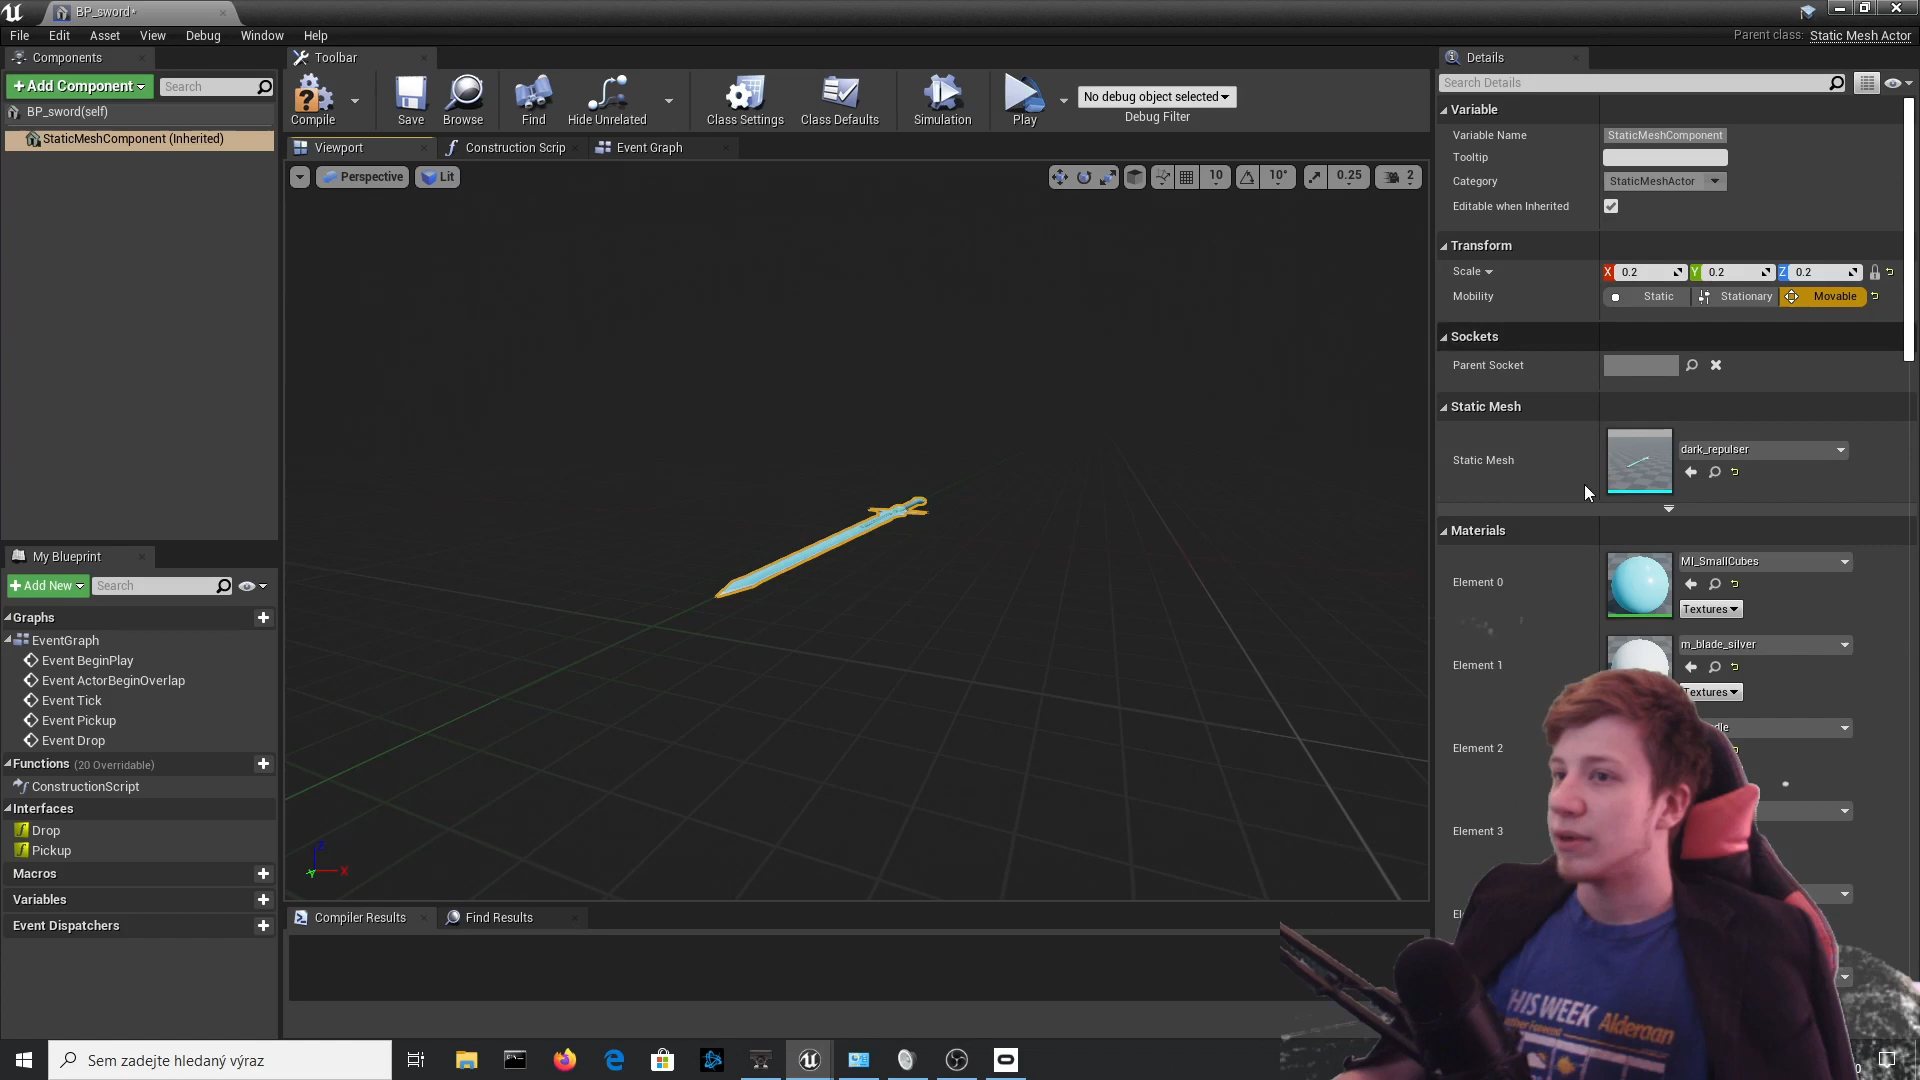 BP_sword*
File Edit Asset View Debug Window Help
Parent class: Static Mesh Actor
Components
Toolbar
Details
+Add Component
Search
Search Details
BP_sword(self)
StaticMeshComponent (Inherited)
Compile
Save
Browse
Find
Hide Unrelated
Class Settings
Class Defaults
Simulation
Play
No debug object selected
Debug Filter
Viewport
Construction Scrip
Event Graph
Perspective
Lit
10
10°
0.25
2
Variable
Variable Name
StaticMeshComponent
Tooltip
Category
StaticMeshActor
Editable when Inherited
Transform
Scale
X 0.2
Y 0.2
Z 0.2
Mobility
Static
Stationary
Movable
Sockets
Parent Socket
Static Mesh
Static Mesh
dark_repulser
Materials
Element 0
MI_SmallCubes
Textures
Element 1
m_blade_silver
Textures
Element 2
Element 3
My Blueprint
+Add New
Search
Graphs
EventGraph
Event BeginPlay
Event ActorBeginOverlap
Event Tick
Event Pickup
Event Drop
Functions (20 Overridable)
ConstructionScript
Interfaces
Drop
Pickup
Macros
Variables
Event Dispatchers
Z
X
Y
Compiler Results
Find Results
THIS WEEK
Alderaan
Sem zadejte hledaný výraz